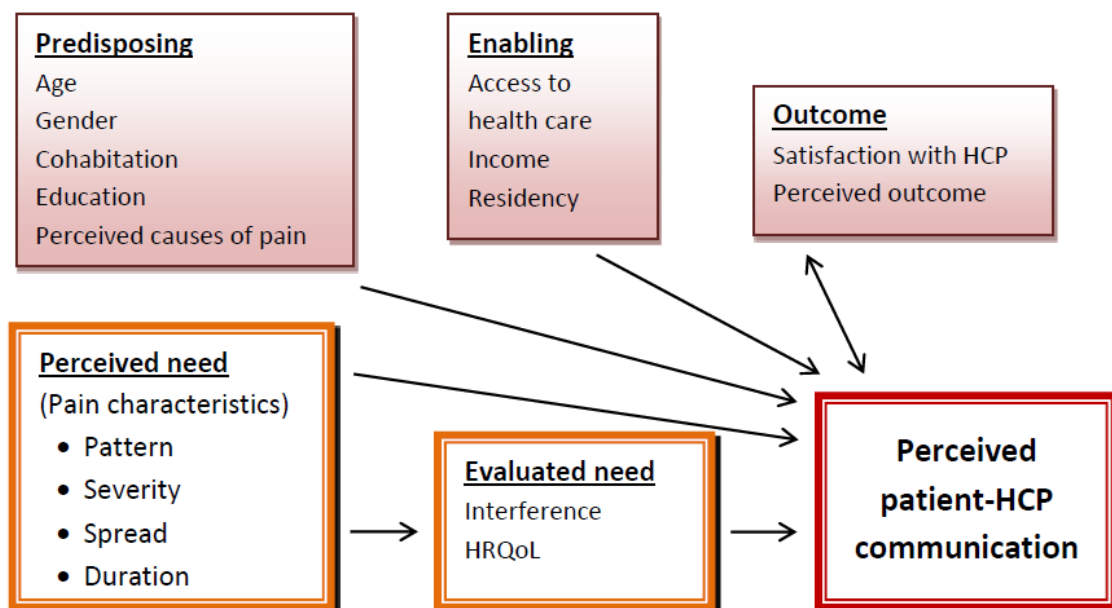 Predisposing
Age
Gender
Cohabitation
Education
Perceived causes of pain
Enabling
Access to
health care
Income
Residency
Outcome
Satisfaction with HCP
Perceived outcome
Perceived need
(Pain characteristics)
• Pattern
• Severity
• Spread
• Duration
Evaluated need
Interference
HRQoL
Perceived
patient-HCP
communication